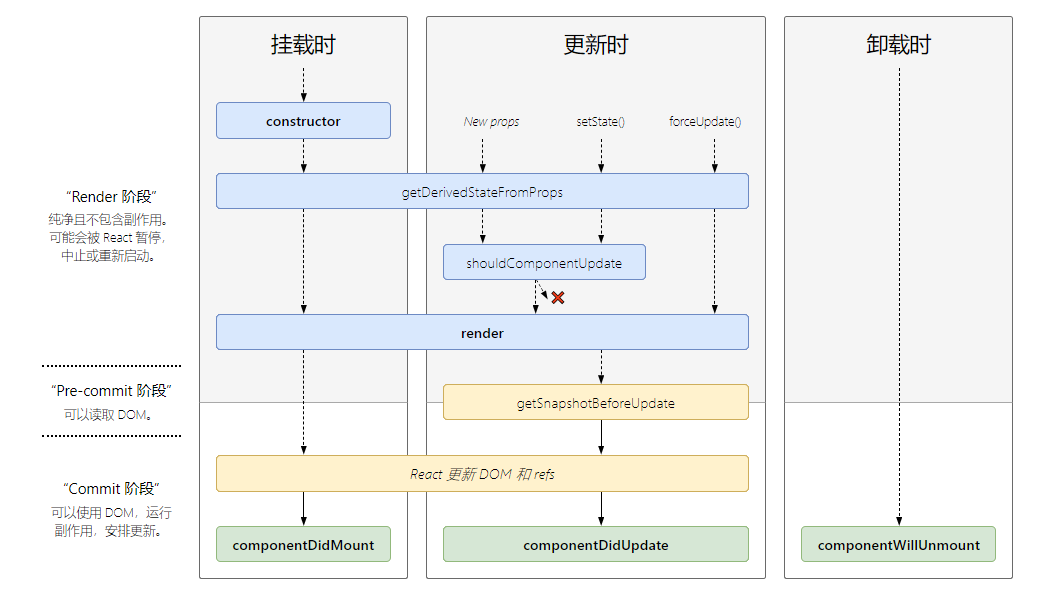 挂载时
更新时
卸载时
constructor
New props
setState()
forceUpdate()
getDerivedStateFromProps
shouldComponentUpdate
render
getSnapshotBeforeUpdate
React 更新 DOM 和 refs
componentDidMount
componentDidUpdate
componentWillUnmount
“Render 阶段”
纯净且不包含副作用。
可能会被 React 暂停，
中止或重新启动。
“Pre-commit 阶段”
可以读取 DOM。
“Commit 阶段”
可以使用 DOM，运行
副作用，安排更新。